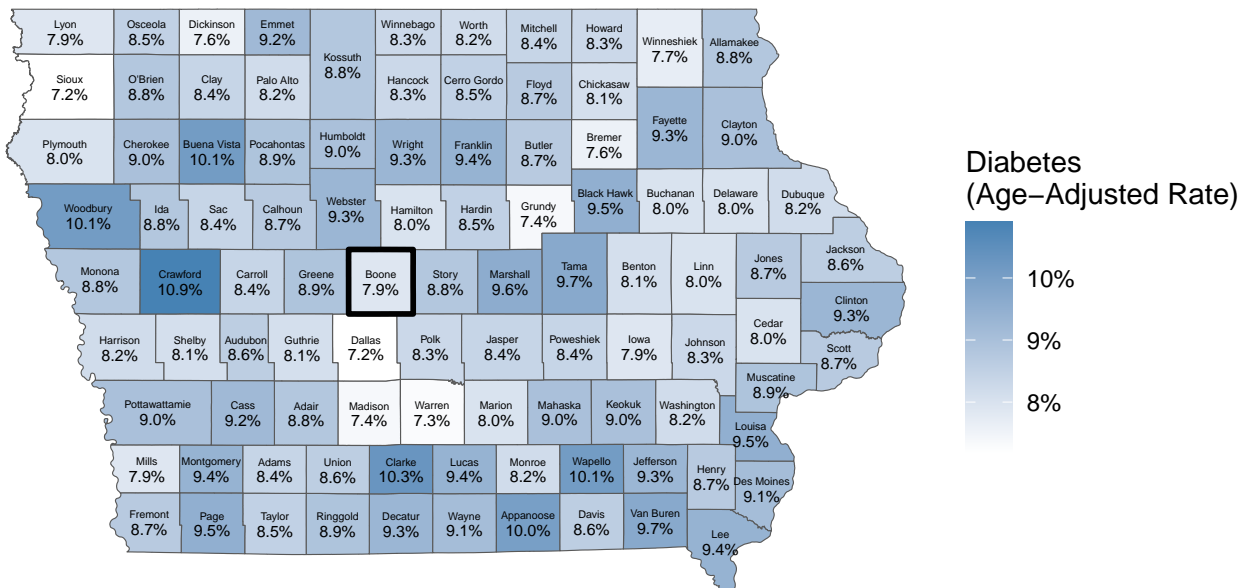 Lyon Osceola Dickinson Emmet Winnebago Worth Mitchell Howard Winneshiek Allamakee
7.9% 8.5% 7.6% 9.2% 8.3% 8.2% 8.4% 8.3% 7.7% 8.8%
Sioux O'Brien Clay Palo Alto Kossuth Hancock Cerro Gordo Floyd Chickasaw
7.2% 8.8% 8.4% 8.2% 8.8% 8.3% 8.5% 8.7% 8.1%
Plymouth Cherokee Buena Vista Pocahontas Humboldt Wright Franklin Butler Bremer Fayette Clayton
8.0% 9.0% 10.1% 8.9% 9.0% 9.3% 9.4% 8.7% 7.6% 9.3% 9.0%
Woodbury Ida Sac Calhoun Webster Hamilton Hardin Grundy Black Hawk Buchanan Delaware Dubuque
10.1% 8.8% 8.4% 8.7% 9.3% 8.0% 8.5% 7.4% 9.5% 8.0% 8.0% 8.2%
Monona Crawford Carroll Greene Boone Story Marshall Tama Benton Linn Jones Jackson
8.8% 10.9% 8.4% 8.9% 7.9% 8.8% 9.6% 9.7% 8.1% 8.0% 8.7% 8.6%
Clinton
9.3%
Harrison Shelby Audubon Guthrie Dallas Polk Jasper Poweshiek Iowa Johnson Cedar Scott
8.2% 8.1% 8.6% 8.1% 7.2% 8.3% 8.4% 8.4% 7.9% 8.3% 8.0% 8.7%
Muscatine
8.9%
Pottawattamie Cass Adair Madison Warren Marion Mahaska Keokuk Washington Louisa
9.0% 9.2% 8.8% 7.4% 7.3% 8.0% 9.0% 9.0% 8.2% 9.5%
Mills Montgomery Adams Union Clarke Lucas Monroe Wapello Jefferson Henry Des Moines
7.9% 9.4% 8.4% 8.6% 10.3% 9.4% 8.2% 10.1% 9.3% 8.7% 9.1%
Fremont Page Taylor Ringgold Decatur Wayne Appanoose Davis Van Buren Lee
8.7% 9.5% 8.5% 8.9% 9.3% 9.1% 10.0% 8.6% 9.7% 9.4%
Diabetes
(Age−Adjusted Rate)
10%
9%
8%